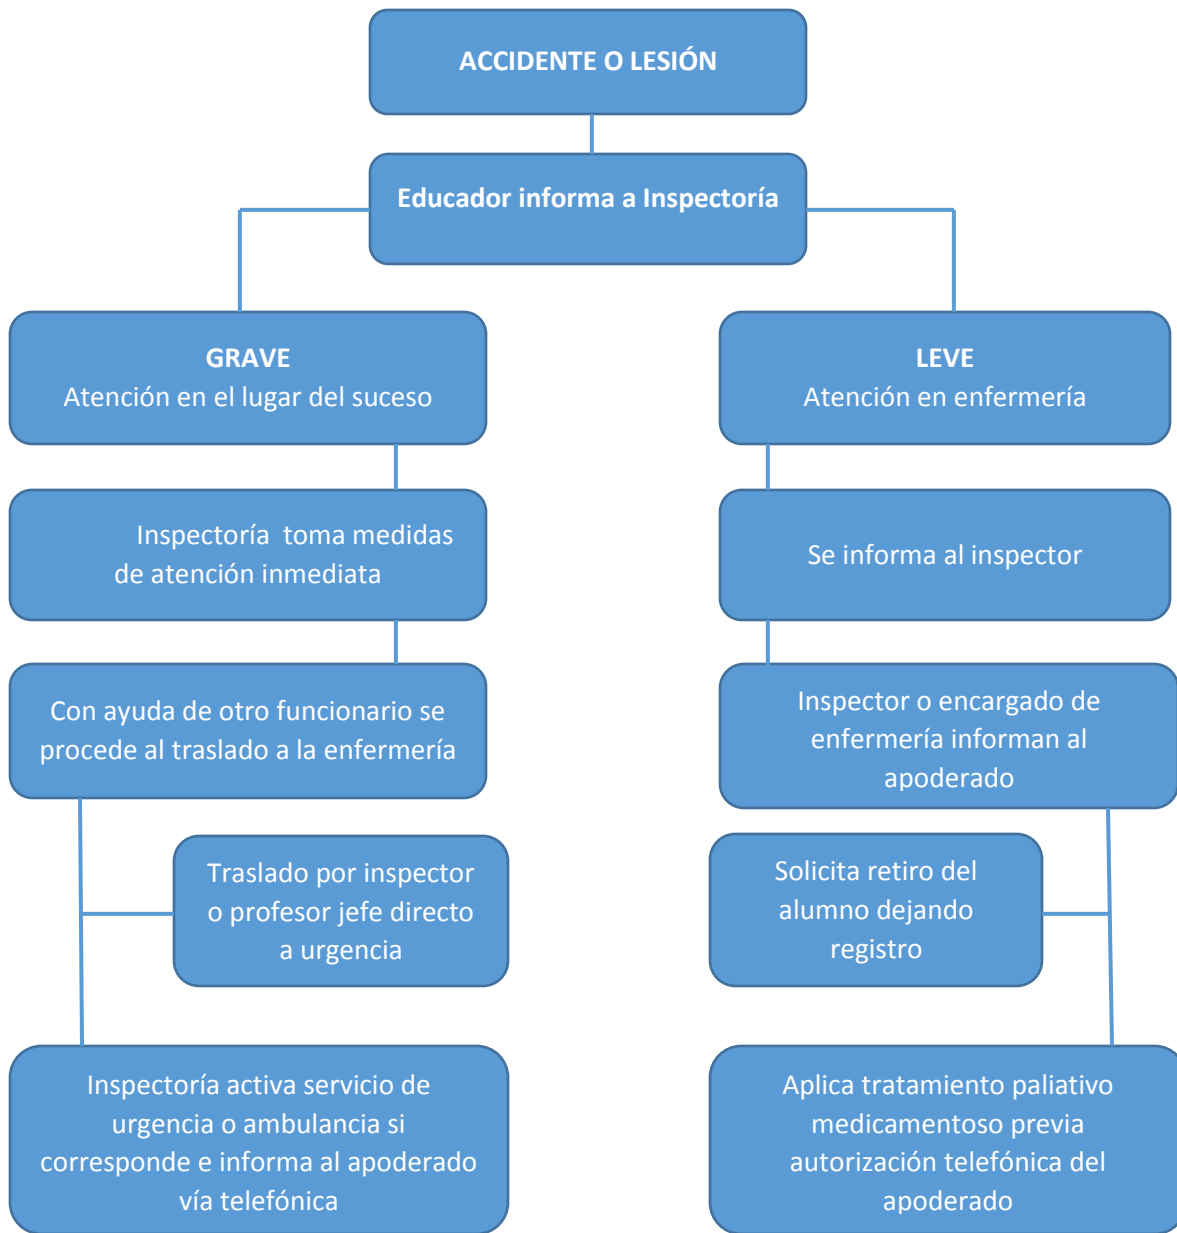 ACCIDENTE O LESIÓN
Educador informa a Inspectoría
GRAVE
Atención en el lugar del suceso
Inspectoría toma medidas
de atención inmediata
Con ayuda de otro funcionario se
procede al traslado a la enfermería
Traslado por inspector
o profesor jefe directo
a urgencia
Inspectoría activa servicio de
urgencia o ambulancia si
corresponde e informa al apoderado
vía telefónica
LEVE
Atención en enfermería
Se informa al inspector
Inspector o encargado de
enfermería informan al
apoderado
Solicita retiro del
alumno dejando
registro
Aplica tratamiento paliativo
medicamentoso previa
autorización telefónica del
apoderado